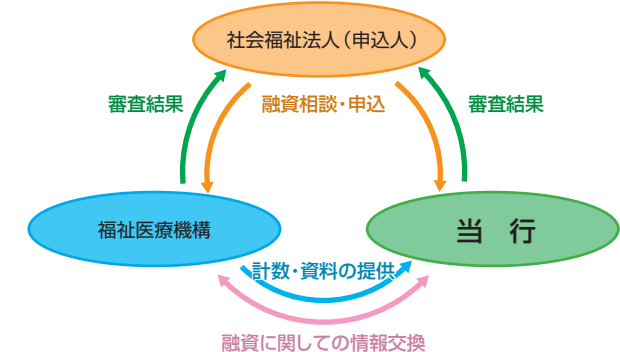 社会福祉法人（申込人）
審査結果
融資相談・申込
審査結果
福祉医療機構
当　行
計数・資料の提供
融資に関しての情報交換